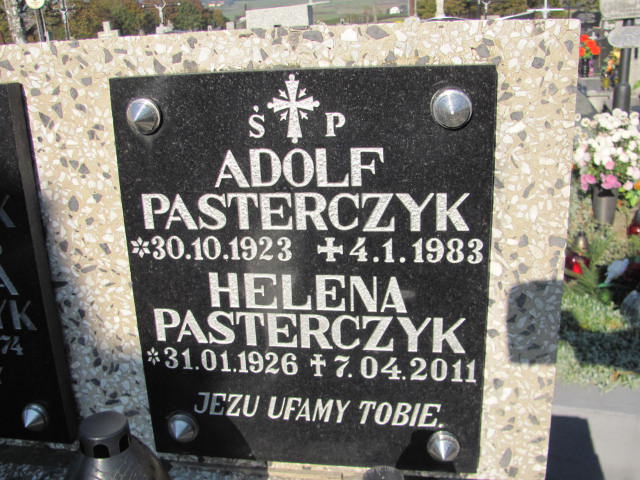 Ś P
ADOLF
PASTERCZYK
*30.10.1923 ✝4.1.1983
HELENA
PASTERCZYK
*31.01.1926 ✝7.04.2011
JEZU UFAMY TOBIE.